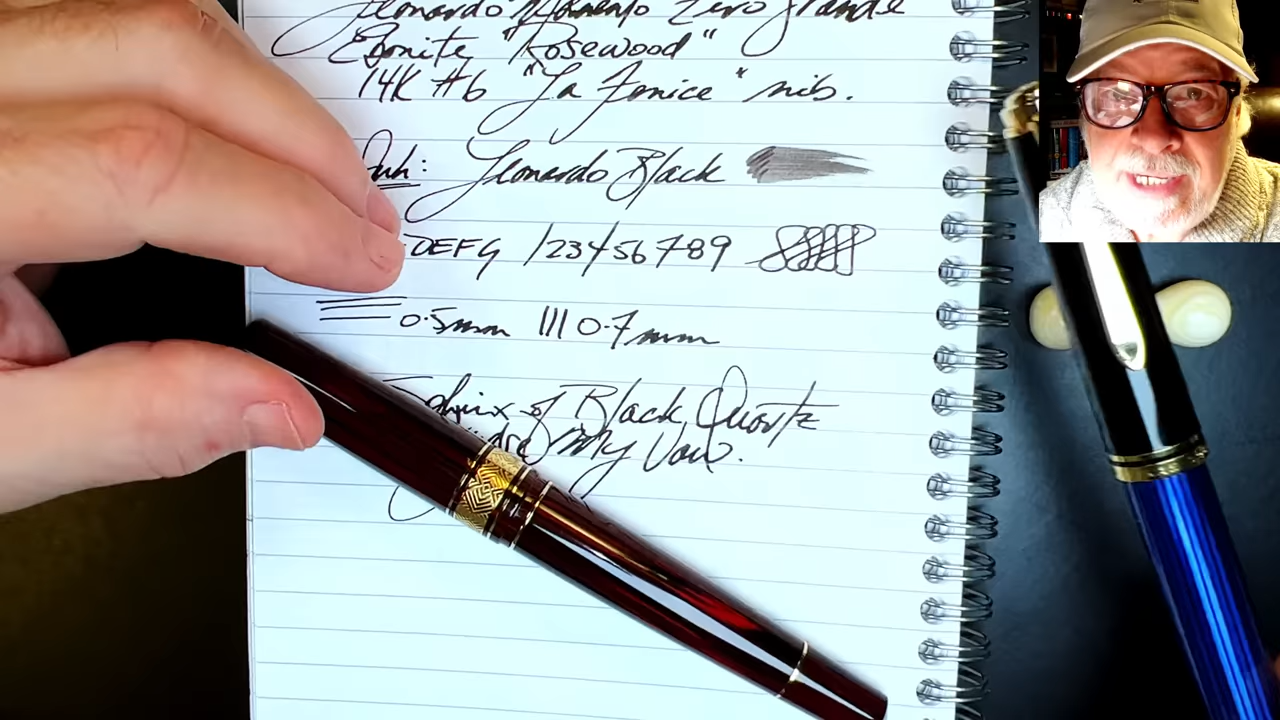 Leonardo Momento Zero Grande
Ebonite "Rosewood"
14K #6 "La Fenice" nib.
Ink: Leonardo Black
DEFG 123456789
0.5mm 0.7mm
Sphinx of Black Quartz
My Vow.